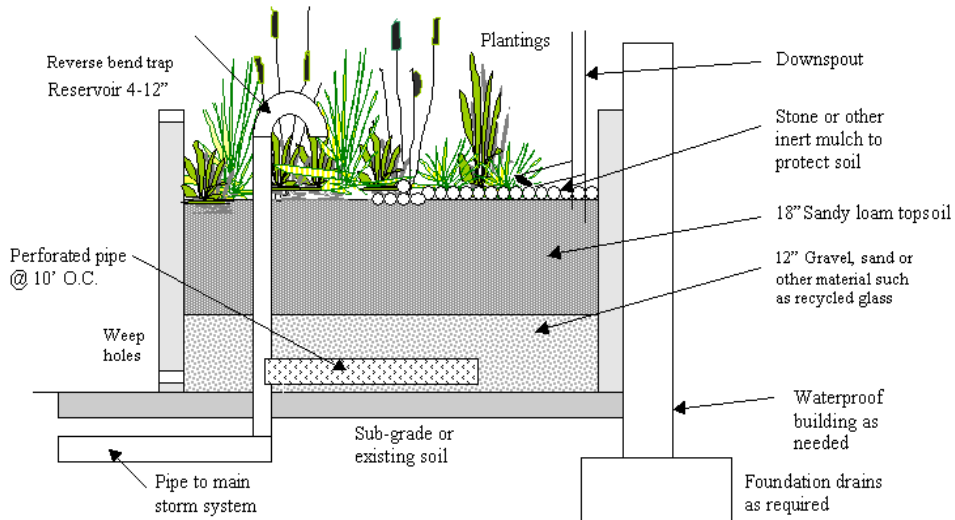 Plantings
Reverse bend trap
Reservoir 4-12”
Downspout
Stone or other
inert mulch to
protect soil
18” Sandy loam topsoil
Perforated pipe
@ 10’ O.C.
12” Gravel, sand or
other material such
as recycled glass
Weep
holes
Waterproof
building as
needed
Sub-grade or
existing soil
Pipe to main
storm system
Foundation drains
as required